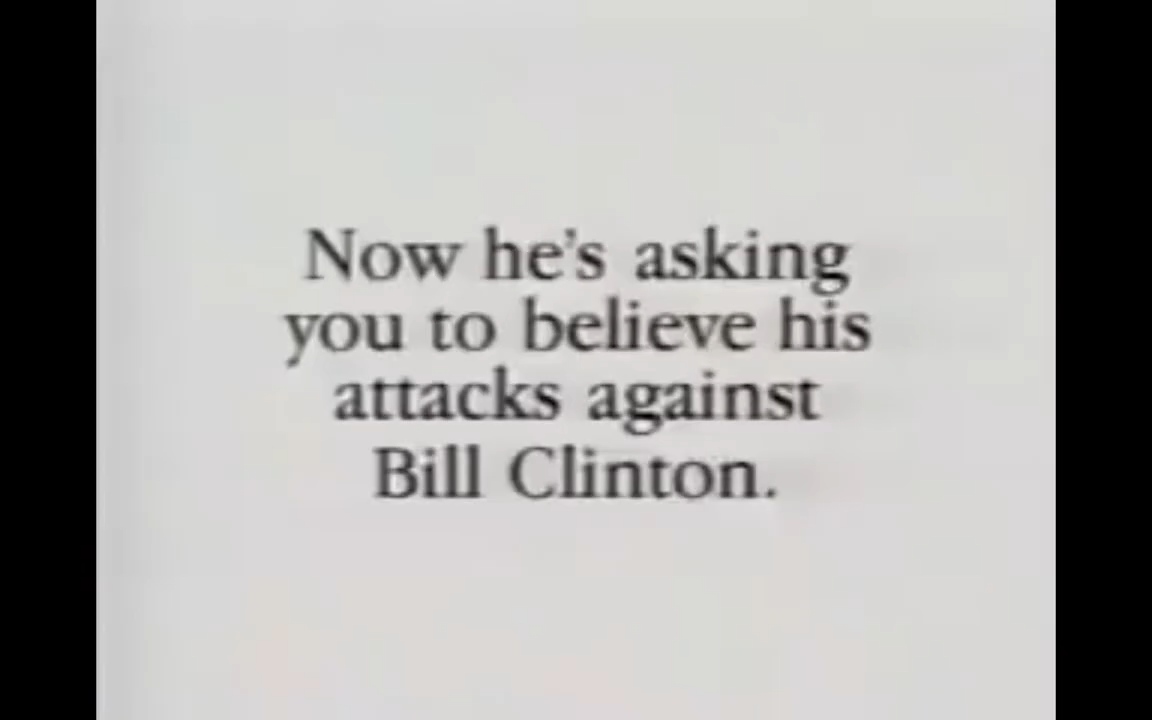 Now he's asking
you to believe his
attacks against
Bill Clinton.